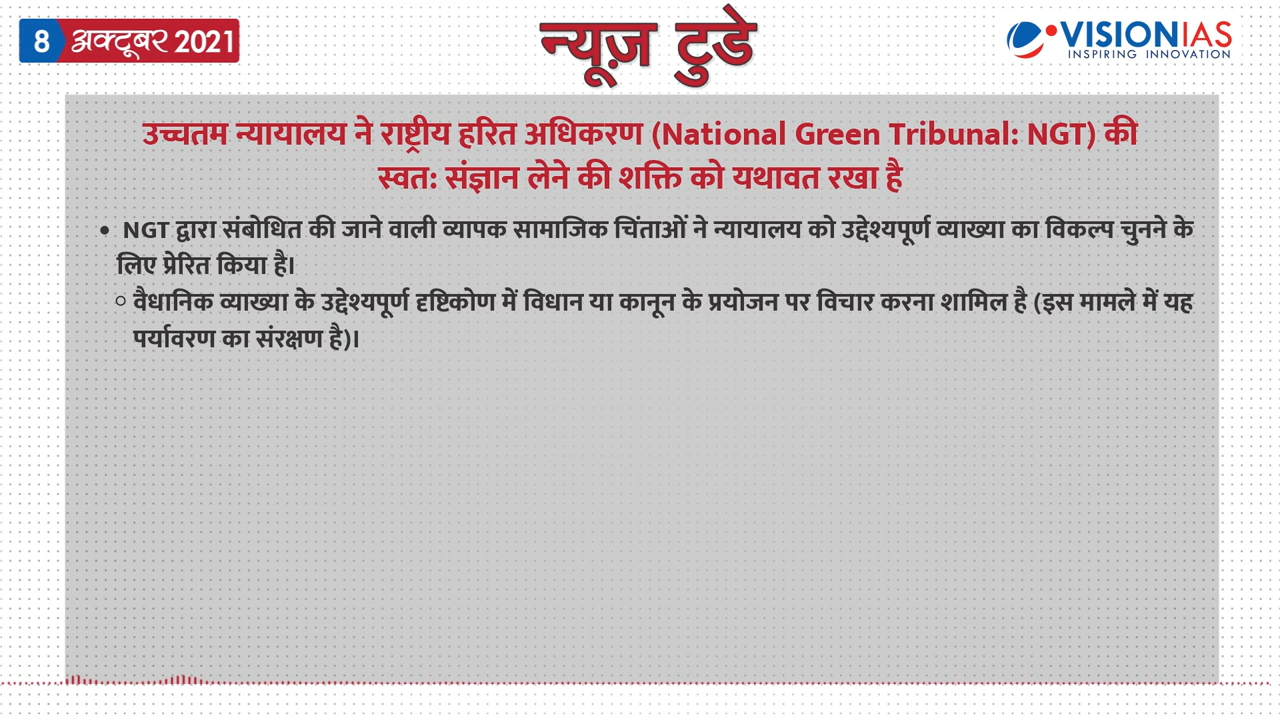 8 अक्टूबर 2021
न्यूज़ टुडे
VISIONIAS
INSPIRING INNOVATION
उच्चतम न्यायालय ने राष्ट्रीय हरित अधिकरण (National Green Tribunal: NGT) की
स्वत: संज्ञान लेने की शक्ति को यथावत रखा है
• NGT द्वारा संबोधित की जाने वाली व्यापक सामाजिक चिंताओं ने न्यायालय को उद्देश्यपूर्ण व्याख्या का विकल्प चुनने के
लिए प्रेरित किया है।
○ वैधानिक व्याख्या के उद्देश्यपूर्ण दृष्टिकोण में विधान या कानून के प्रयोजन पर विचार करना शामिल है (इस मामले में यह
पर्यावरण का संरक्षण है)।